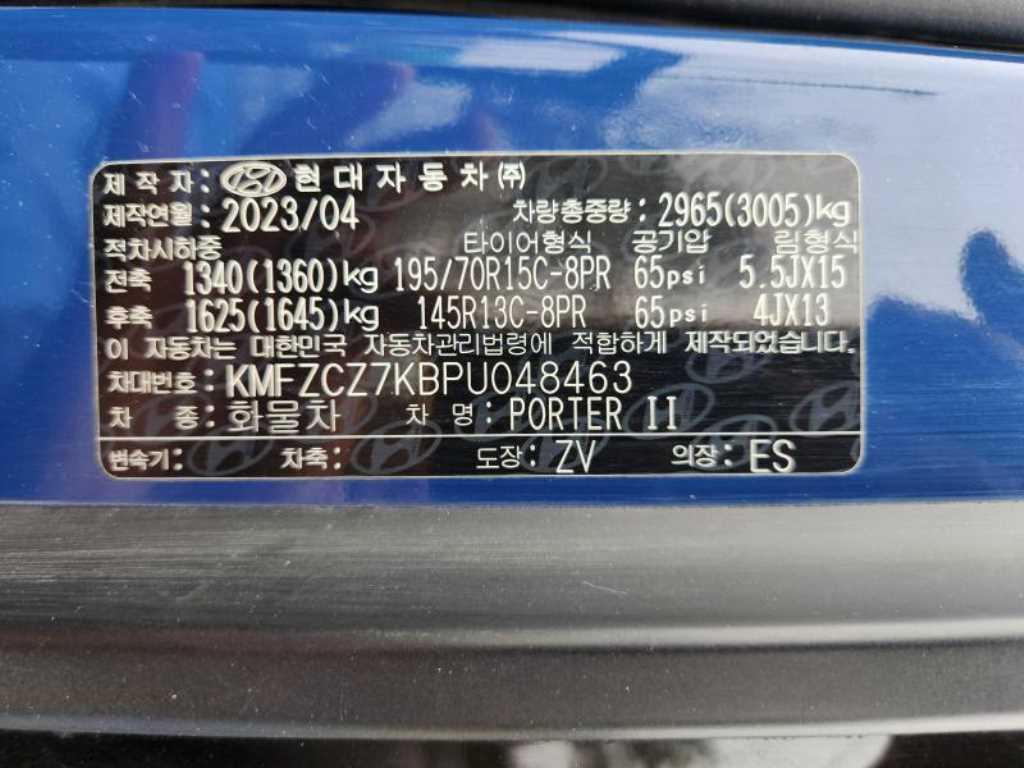 제 작 자 : 현 대 자 동 차 ㈜
제작연월 : 2023/04 차량총중량 : 2965(3005)kg
적차시하중 타이어형식 공기압 림형식
전축 1340(1360)kg 195/70R15C-8PR 65psi 5.5JX15
후축 1625(1645)kg 145R13C-8PR 65psi 4JX13
이 자동차는 대한민국 자동차관리법령에 적합하게 제작되었습니다.
차대번호 : KMFZCZ7KBPU048463
차 종 : 화물차 차 명 : PORTER II
변속기 : 차축 : 도장 : ZV 의장 : ES